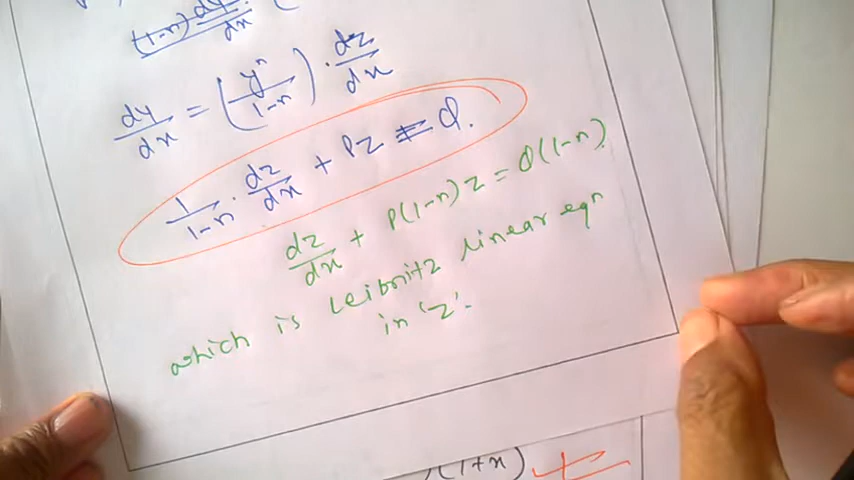 (1-n) dy/dx
dy/dx = (y^n/1-n) · dz/dx
1/1-n · dz/dx + Pz = Q.
dz/dx + P(1-n)z = Q(1-n)
which is Leibnitz linear eqn
in 'z'.
(1+x)